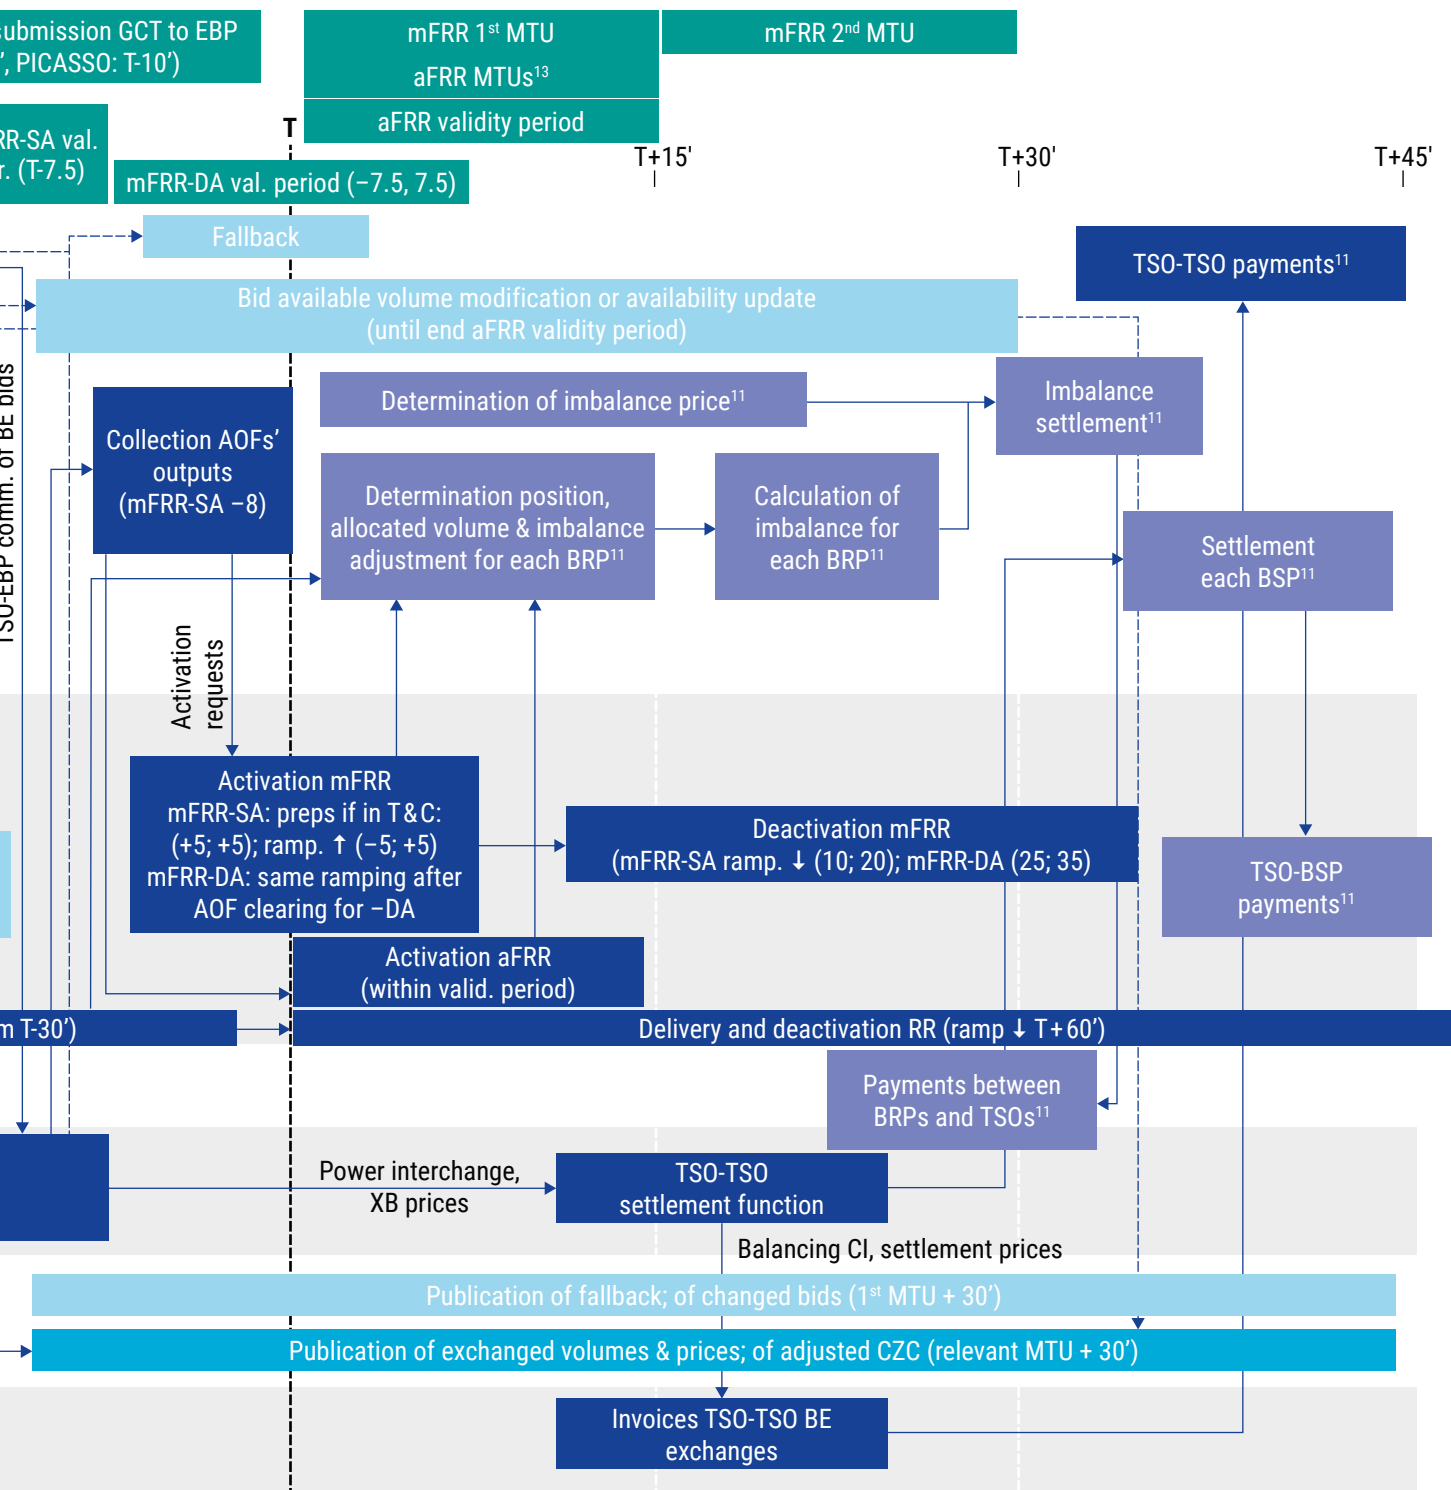 submission GCT to EBP
’, PICASSO: T-10’)
mFRR 1st MTU
aFRR MTUs13
aFRR validity period
mFRR 2nd MTU
RR-SA val.
r. (T-7.5)
T
mFRR-DA val. period (−7.5, 7.5)
T+15'
T+30'
T+45'
Fallback
TSO-TSO payments11
Bid available volume modification or availability update
(until end aFRR validity period)
TSO-EBP comm. of BE bids
Collection AOFs’
outputs
(mFRR-SA −8)
Determination of imbalance price11
Imbalance
settlement11
Determination position,
allocated volume & imbalance
adjustment for each BRP11
Calculation of
imbalance for
each BRP11
Settlement
each BSP11
Activation
requests
Activation mFRR
mFRR-SA: preps if in T & C:
(+5; +5); ramp. ↑ (−5; +5)
mFRR-DA: same ramping after
AOF clearing for −DA
Deactivation mFRR
(mFRR-SA ramp. ↓ (10; 20); mFRR-DA (25; 35)
TSO-BSP
payments11
Activation aFRR
(within valid. period)
m T-30’)
Delivery and deactivation RR (ramp ↓ T + 60’)
Payments between
BRPs and TSOs11
Power interchange,
XB prices
TSO-TSO
settlement function
Balancing CI, settlement prices
Publication of fallback; of changed bids (1st MTU + 30’)
Publication of exchanged volumes & prices; of adjusted CZC (relevant MTU + 30’)
Invoices TSO-TSO BE
exchanges